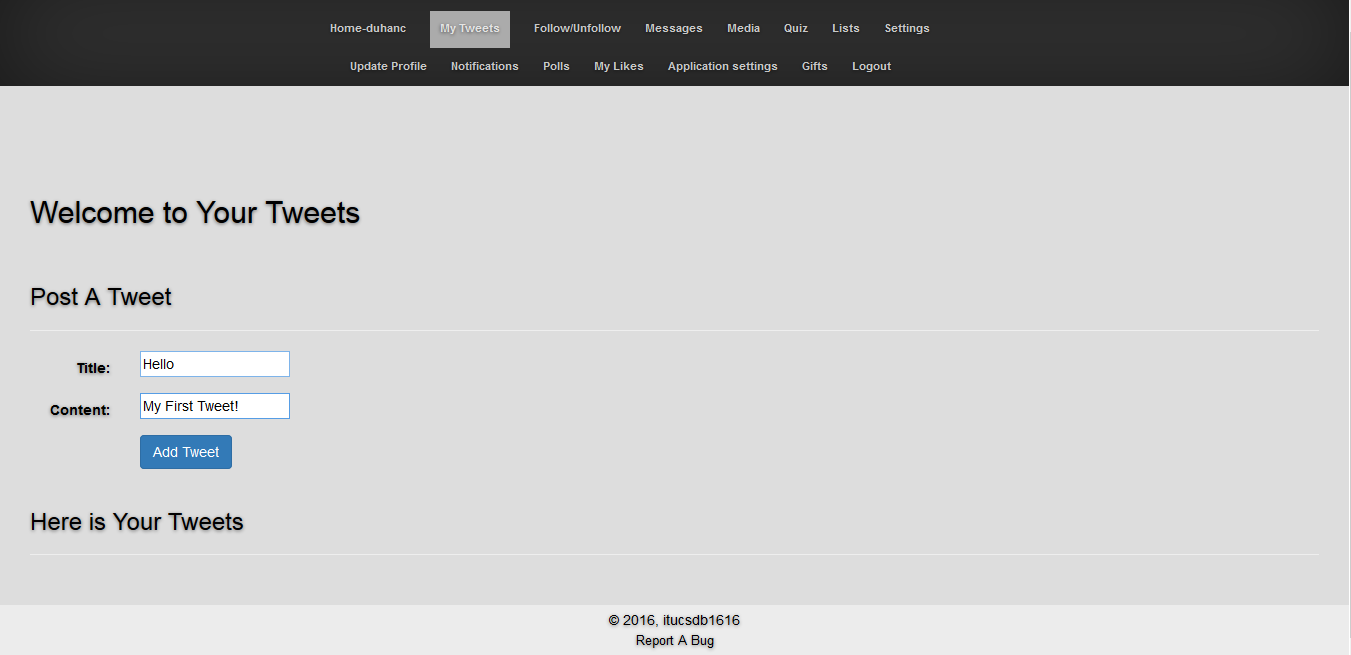 Home-duhanc My Tweets Follow/Unfollow Messages Media Quiz Lists Settings
Update Profile Notifications Polls My Likes Application settings Gifts Logout
Welcome to Your Tweets
Post A Tweet
Title: Hello
Content: My First Tweet!
Add Tweet
Here is Your Tweets
© 2016, itucsdb1616
Report A Bug